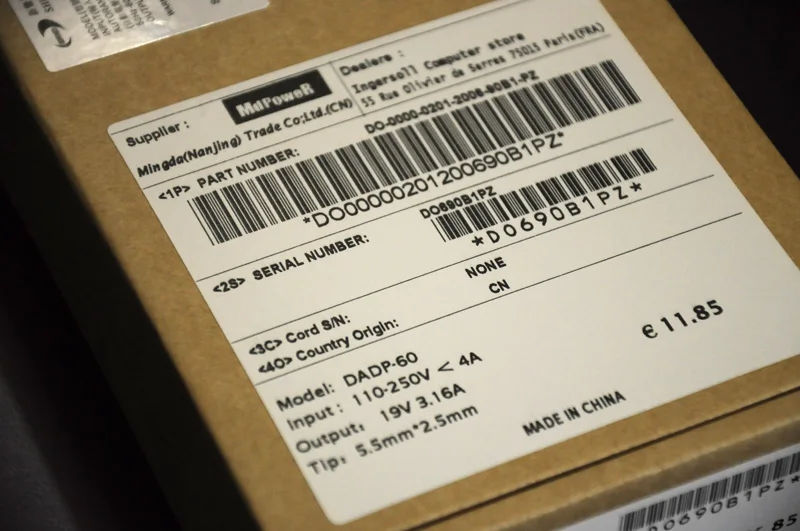 Supplier :
MdPoweR
Mingda(Nanjing) Trade Co;Ltd.(CN)
Dealers :
Ingersoll Computer store
55 Rue Olivier de Serres 75015 Paris(FRA)
<1P> PART NUMBER:
DO-0000-0201-2006-90B1-PZ
*DO00000201200690B1PZ*
<2S> SERIAL NUMBER:
DO690B1PZ
*DO690B1PZ*
<3C> Cord S/N:
NONE
<4O> Country Origin:
CN
Model: DADP-60
Input : 110-250V < 4A
Output: 19V 3.16A
Tip: 5.5mm*2.5mm
€ 11.85
MADE IN CHINA
DO690B1PZ*
.85